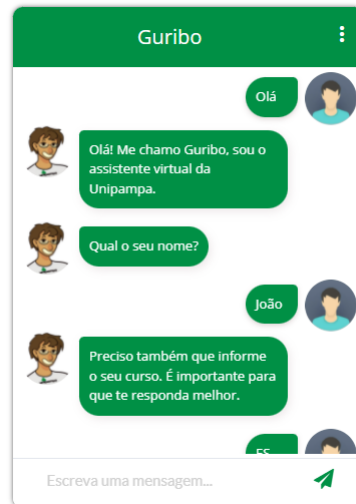 Guribo
Olá
Olá! Me chamo Guribo, sou o
assistente virtual da
Unipampa.
Qual o seu nome?
João
Preciso também que informe
o seu curso. É importante para
que te responda melhor.
ES
Escreva uma mensagem...